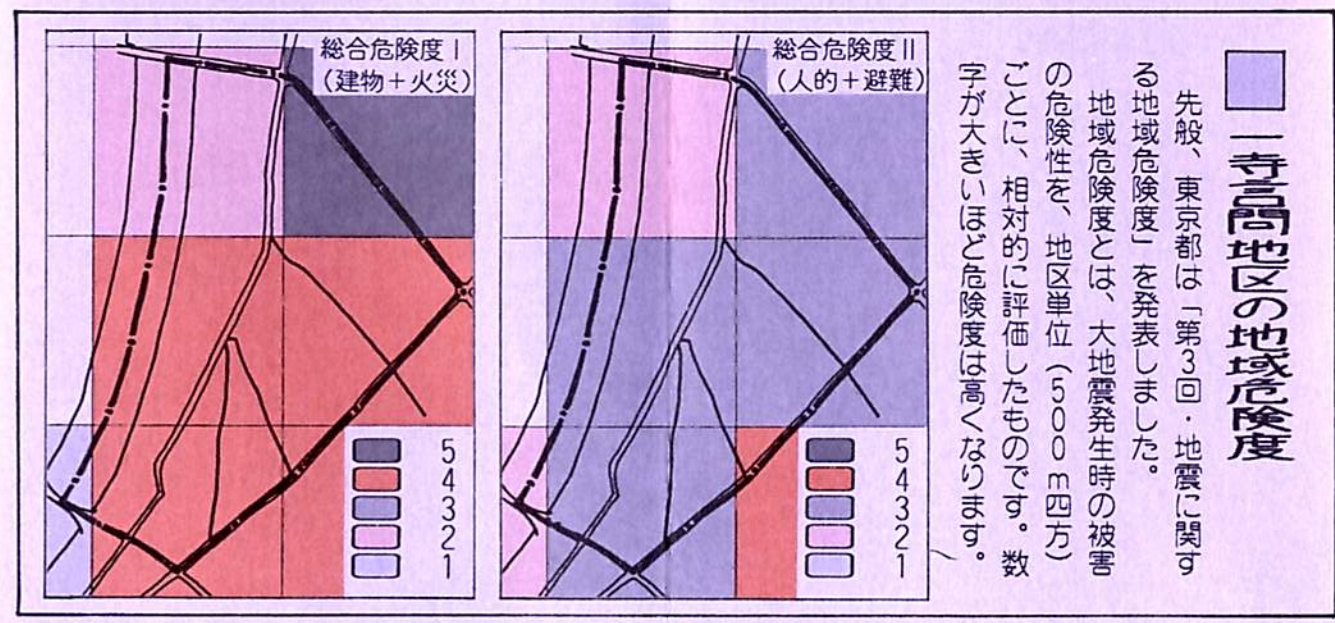 一寺言問地区の地域危険度
先般、東京都は「第3回・地震に関す
る地域危険度」を発表しました。
地域危険度とは、大地震発生時の被害
の危険性を、地区単位(500m四方)
ごとに、相対的に評価したものです。数
字が大きいほど危険度は高くなります。
総合危険度Ⅱ
(人的+避難)
5
4
3
2
1
総合危険度Ⅰ
(建物+火災)
5
4
3
2
1